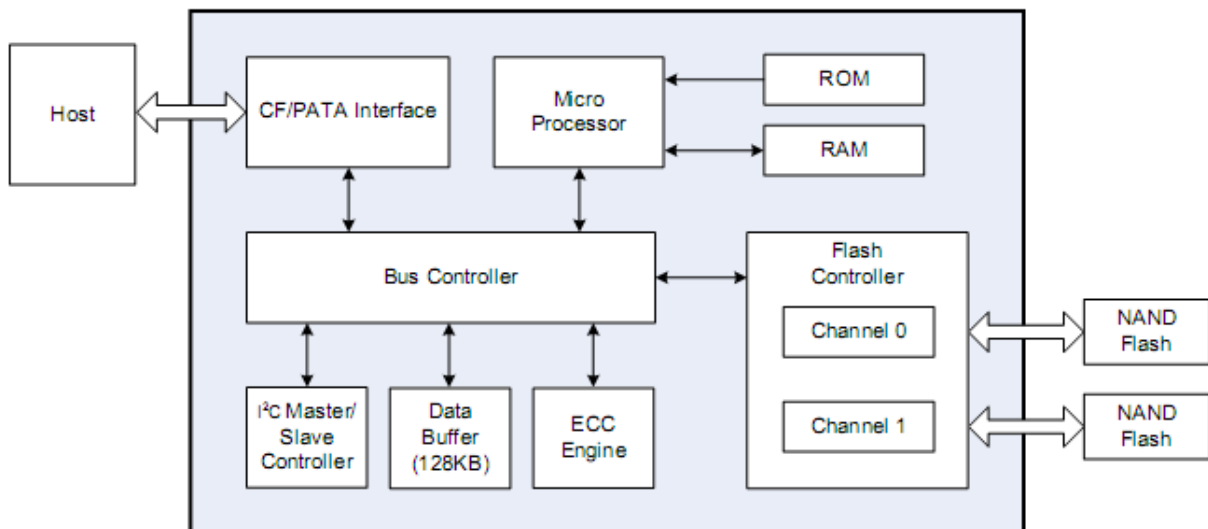 Host
CF/PATA Interface
Micro
Processor
ROM
RAM
Bus Controller
Flash
Controller
Channel 0
Channel 1
NAND
Flash
NAND
Flash
I²C Master/
Slave
Controller
Data
Buffer
(128KB)
ECC
Engine